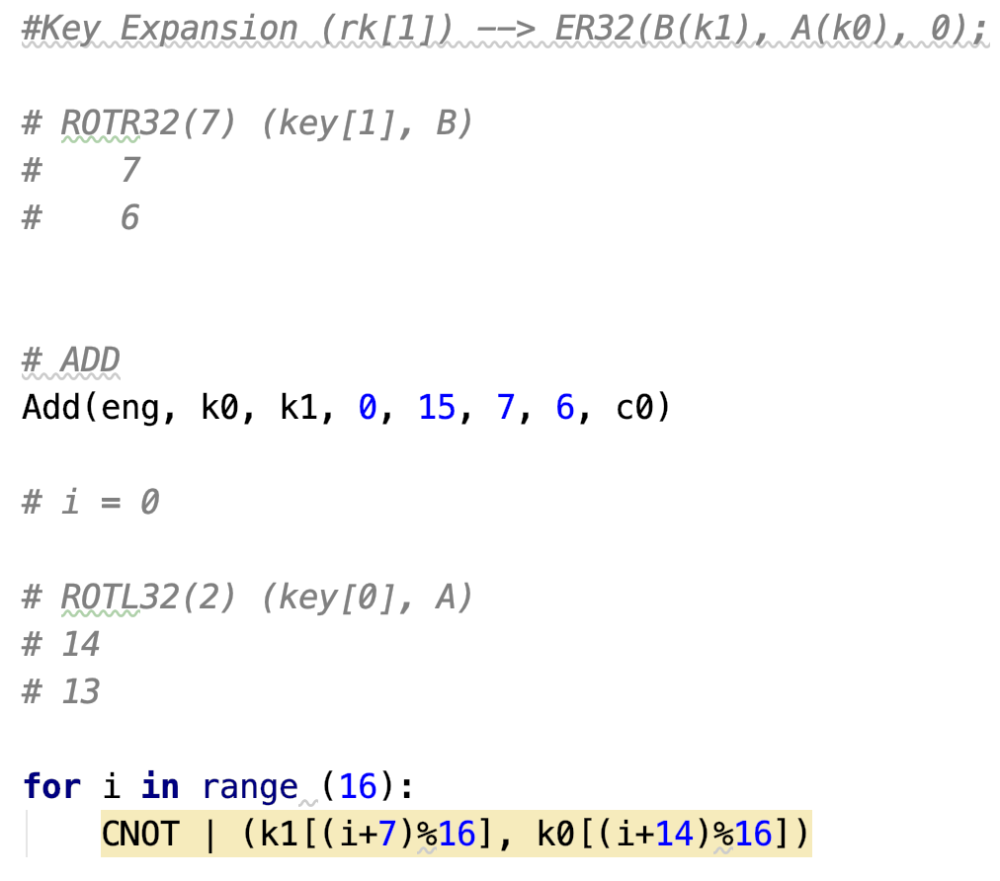 #Key Expansion (rk[1]) --> ER32(B(k1), A(k0), 0);
# ROTR32(7) (key[1], B)
#    7
#    6
# ADD
Add(eng, k0, k1, 0, 15, 7, 6, c0)
# i = 0
# ROTL32(2) (key[0], A)
# 14
# 13
for i in range (16):
    CNOT | (k1[(i+7)%16], k0[(i+14)%16])